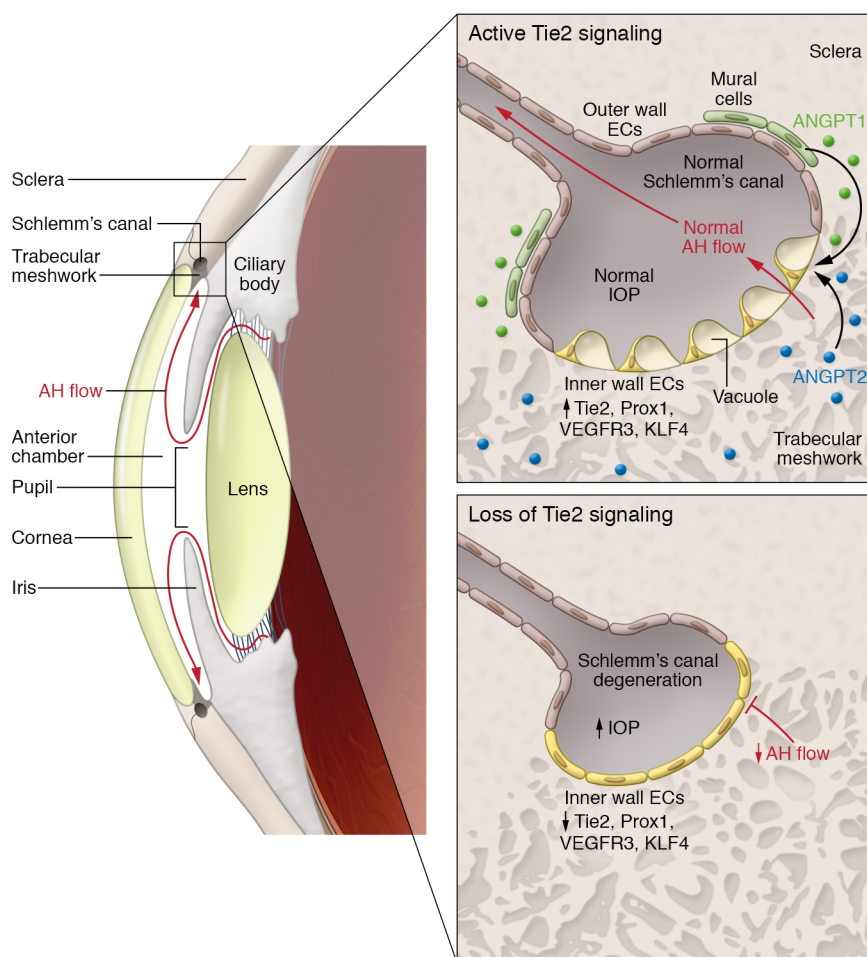 Sclera
Schlemm’s canal
Trabecular
meshwork
Ciliary
body
AH flow
Anterior
chamber
Pupil
Lens
Cornea
Iris
Active Tie2 signaling
Sclera
Mural
cells
ANGPT1
Outer wall
ECs
Normal
Schlemm’s canal
Normal
AH flow
Normal
IOP
ANGPT2
Inner wall ECs
Tie2, Prox1,
VEGFR3, KLF4
Vacuole
Trabecular
meshwork
Loss of Tie2 signaling
Schlemm’s canal
degeneration
IOP
AH flow
Inner wall ECs
Tie2, Prox1,
VEGFR3, KLF4